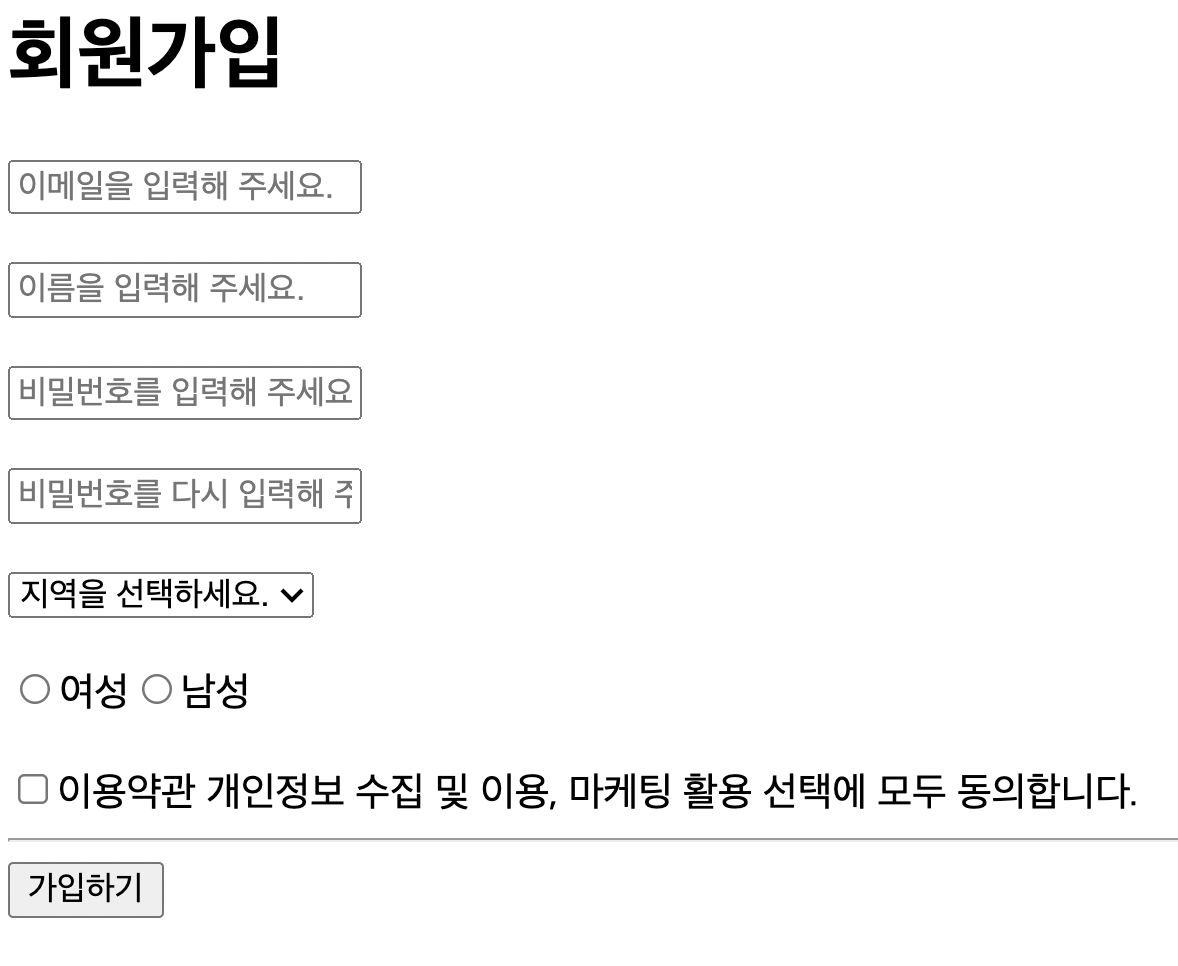 회원가입
이메일을 입력해 주세요.
이름을 입력해 주세요.
비밀번호를 입력해 주세요
비밀번호를 다시 입력해 주
지역을 선택하세요.
여성 남성
이용약관 개인정보 수집 및 이용, 마케팅 활용 선택에 모두 동의합니다.
가입하기